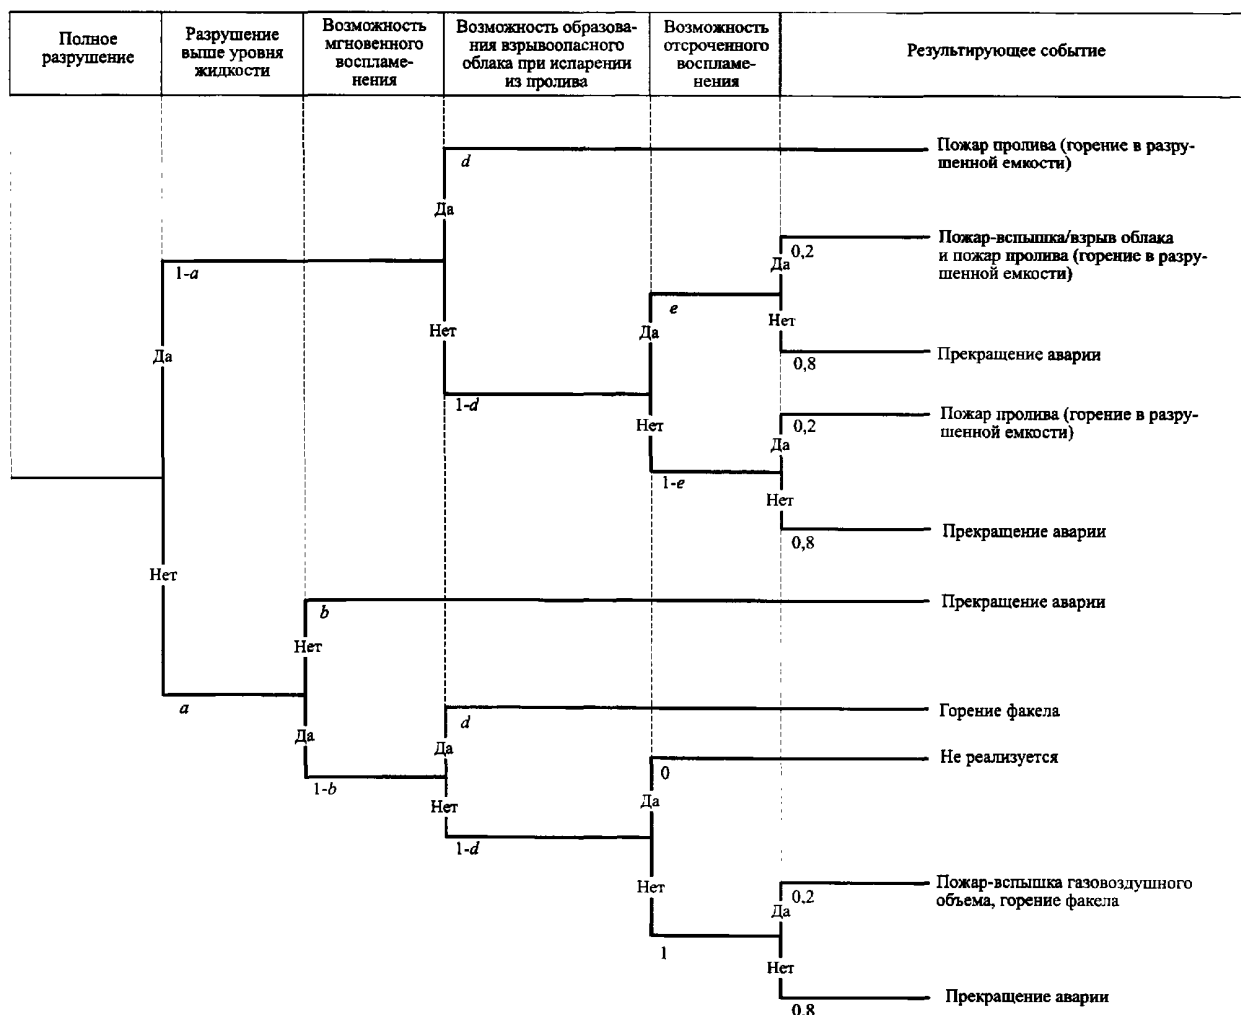 Полное
разрушение
Разрушение
выше уровня
жидкости
Возможность
мгновенного
воспламе-
нения
Возможность образова-
ния взрывоопасного
облака при испарении
из пролива
Возможность
отсроченного
воспламе-
нения
Результирующее событие
d
Пожар пролива (горение в разру-
шенной емкости)
Да
0,2
Пожар-вспышка/взрыв облака
и пожар пролива (горение в разру-
шенной емкости)
1-a
Да
e
Нет
Нет
Да
Да
0,8
Прекращение аварии
1-d
0,2
Пожар пролива (горение в разру-
шенной емкости)
Нет
Да
1-e
Нет
0,8
Прекращение аварии
Нет
b
Прекращение аварии
Нет
a
d
Горение факела
Да
Да
0
Не реализуется
1-b
Нет
Да
1-d
Нет
0,2
Пожар-вспышка газовоздушного
объема, горение факела
Да
1
Нет
0,8
Прекращение аварии